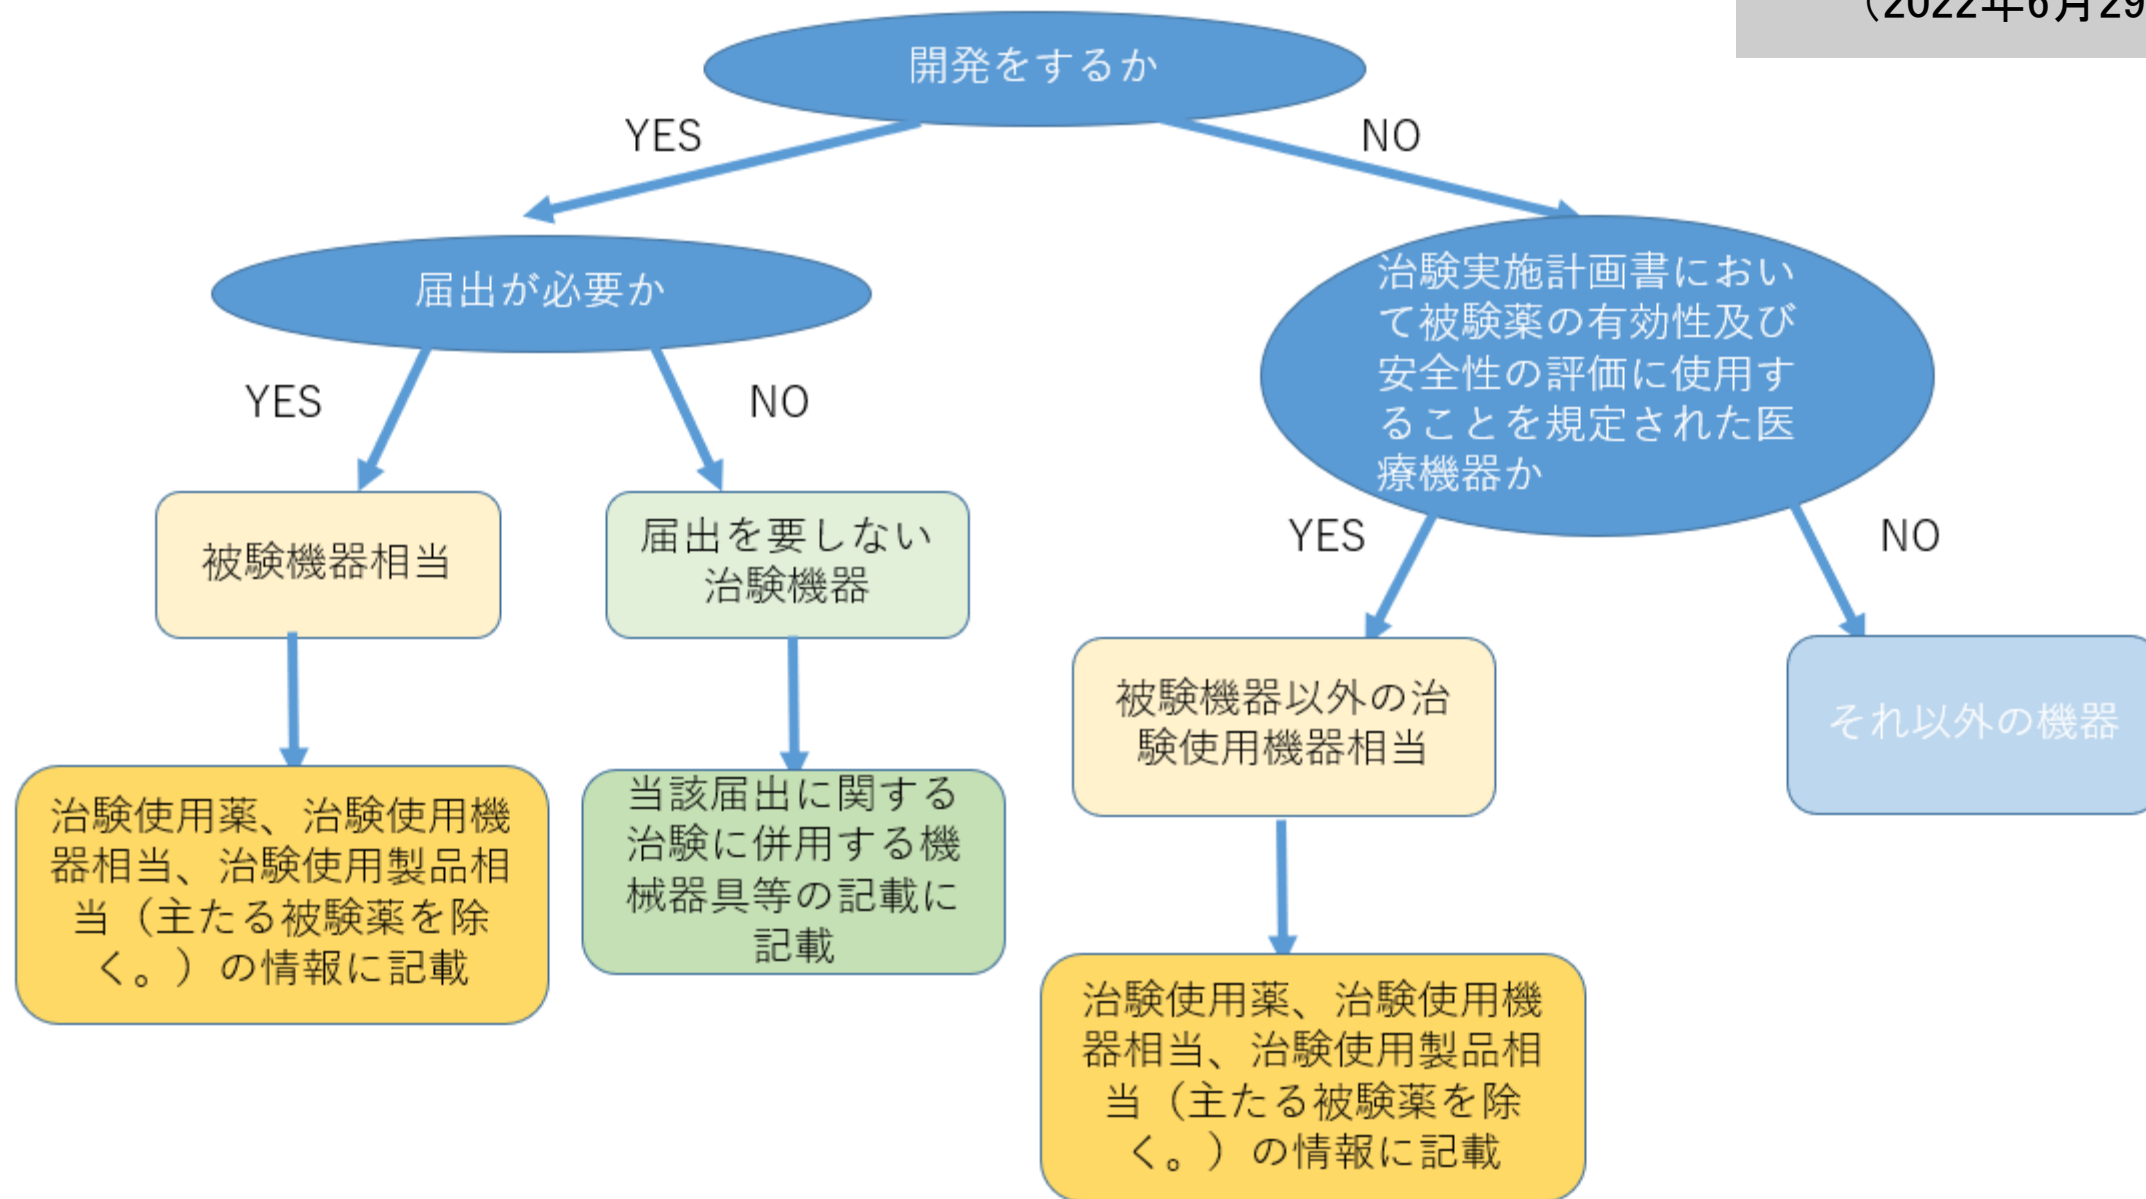 （2022年6月29
開発をするか
YES
NO
届出が必要か
治験実施計画書におい
て被験薬の有効性及び
安全性の評価に使用す
ることを規定された医
療機器か
YES
NO
YES
NO
被験機器相当
届出を要しない
治験機器
被験機器以外の治
験使用機器相当
それ以外の機器
治験使用薬、治験使用機
器相当、治験使用製品相
当（主たる被験薬を除
く。）の情報に記載
当該届出に関する
治験に併用する機
械器具等の記載に
記載
治験使用薬、治験使用機
器相当、治験使用製品相
当（主たる被験薬を除
く。）の情報に記載